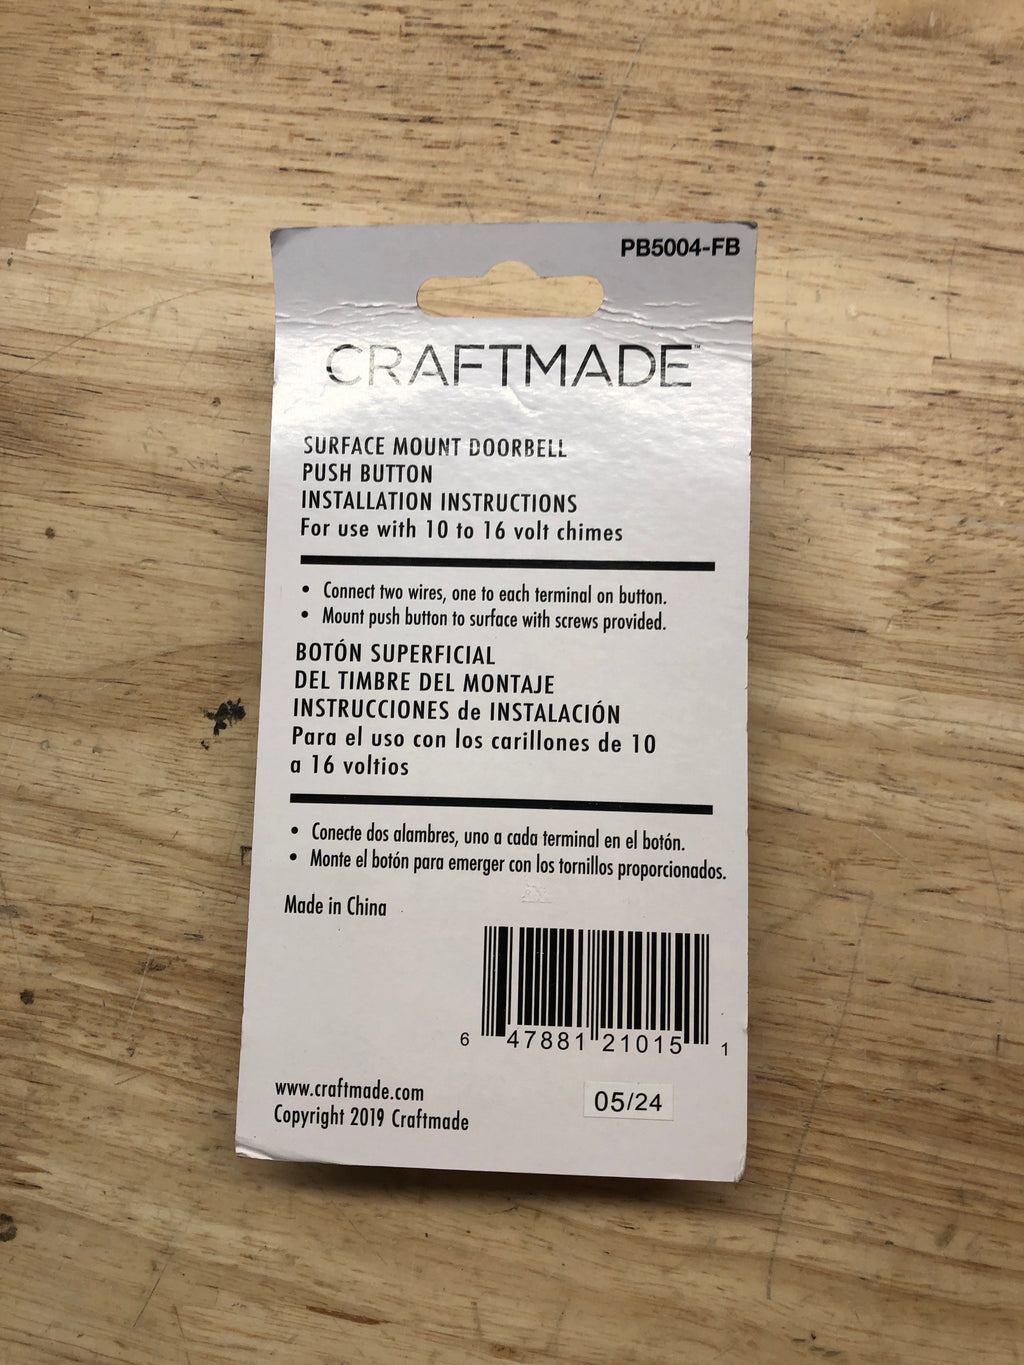 PB5004-FB
CRAFTMADE™
SURFACE MOUNT DOORBELL
PUSH BUTTON
INSTALLATION INSTRUCTIONS
For use with 10 to 16 volt chimes
• Connect two wires, one to each terminal on button.
• Mount push button to surface with screws provided.
BOTÓN SUPERFICIAL
DEL TIMBRE DEL MONTAJE
INSTRUCCIONES de INSTALACIÓN
Para el uso con los carillones de 10
a 16 voltios
• Conecte dos alambres, uno a cada terminal en el botón.
• Monte el botón para emerger con los tornillos proporcionados.
Made in China
6 47881 21015 1
www.craftmade.com
Copyright 2019 Craftmade
05/24